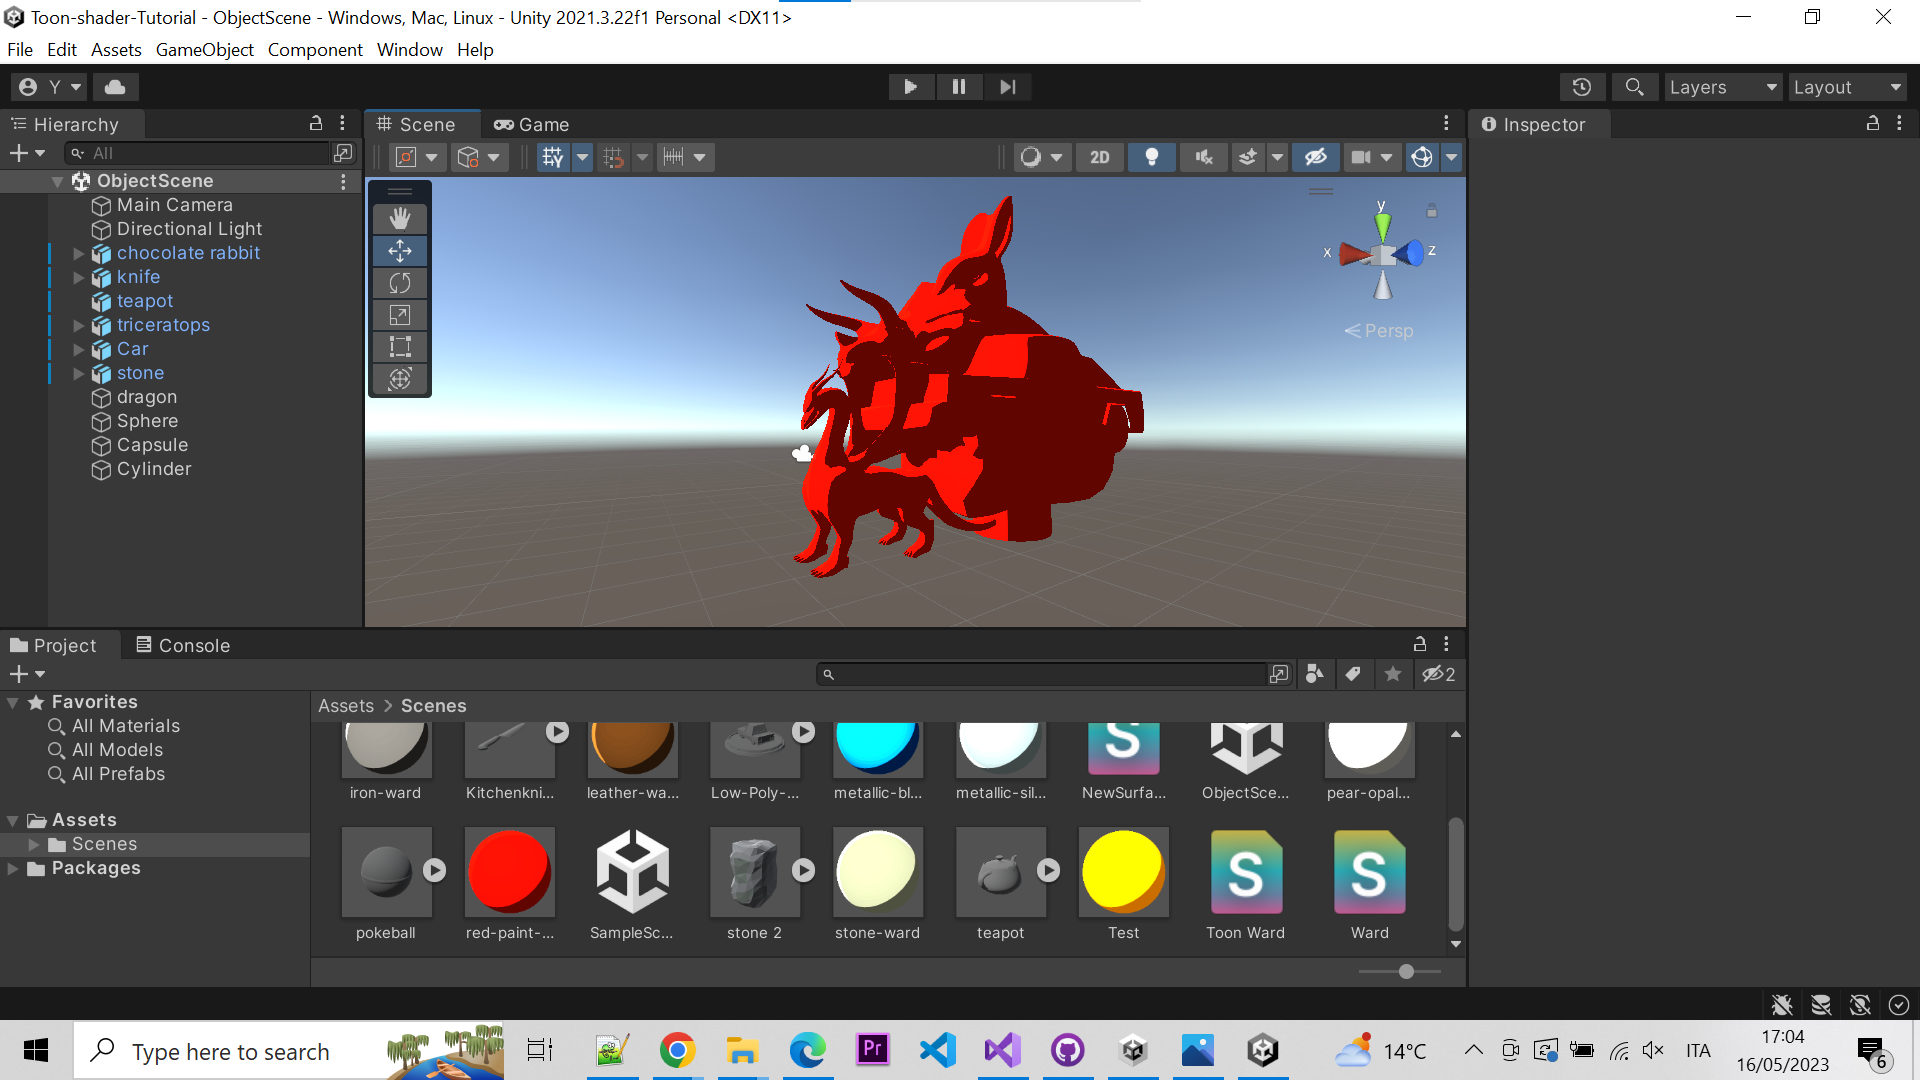 Toon-shader-Tutorial - ObjectScene - Windows, Mac, Linux - Unity 2021.3.22f1 Personal <DX11>
File Edit Assets GameObject Component Window Help
Y
Layers
Layout
Hierarchy
Scene
Game
Inspector
All
2D
ObjectScene
Main Camera
Directional Light
chocolate rabbit
knife
teapot
triceratops
Car
stone
dragon
Sphere
Capsule
Cylinder
y
x
z
Persp
Project
Console
2
Favorites
All Materials
All Models
All Prefabs
Assets
Scenes
Packages
Assets > Scenes
S
iron-ward
Kitchenkni...
leather-wa...
Low-Poly-...
metallic-bl...
metallic-sil...
NewSurfa...
ObjectSce...
pear-opal...
S
S
pokeball
red-paint-...
SampleSc...
stone 2
stone-ward
teapot
Test
Toon Ward
Ward
Type here to search
Pr
14°C
ITA
17:04
16/05/2023
6